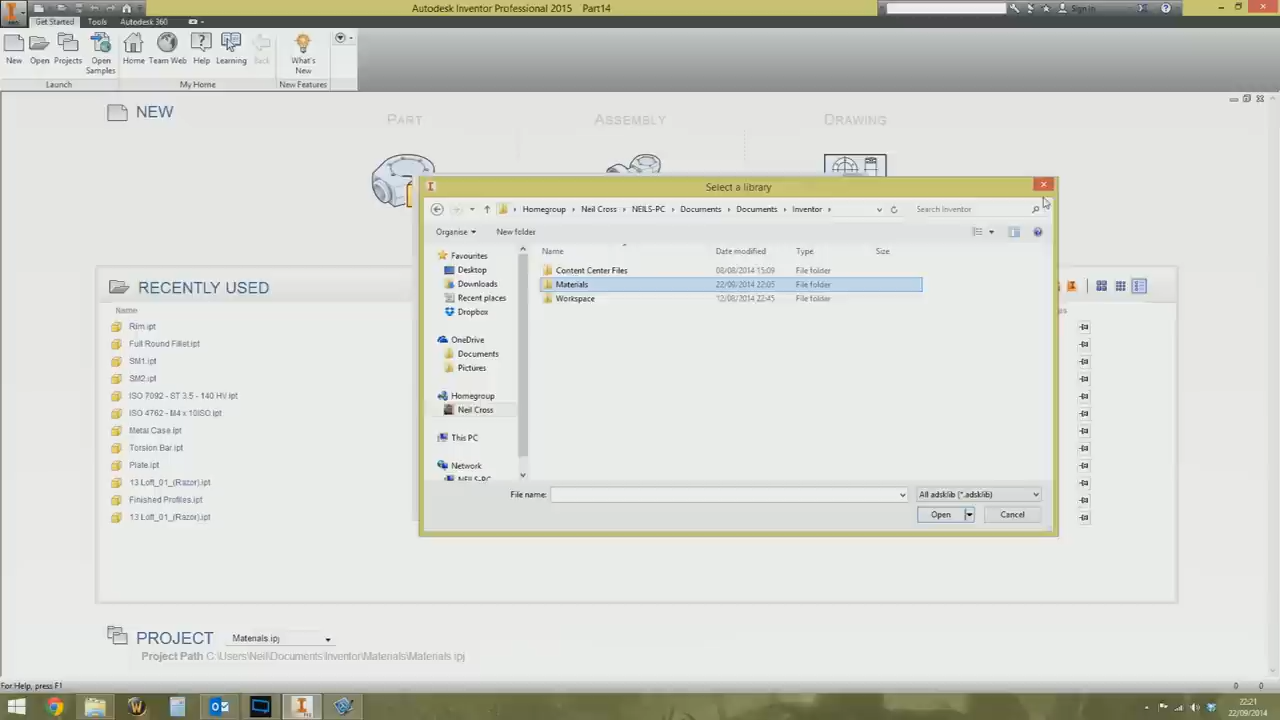 Autodesk Inventor Professional 2015   Part14
Sign In
Get Started   Tools   Autodesk 360
New   Open   Projects   Open Samples   Home   Team Web   Help   Learning   Back   What's New
Launch   My Home   New Features
NEW
PART   ASSEMBLY   DRAWING
Select a library
Homegroup   Neil Cross   NEILS-PC   Documents   Documents   Inventor   Search Inventor
Organise   New folder
Name   Date modified   Type   Size
Favourites
Desktop
Downloads
Recent places
Dropbox
OneDrive
Documents
Pictures
Homegroup
Neil Cross
This PC
Network
NEILS-PC
Content Center Files   08/08/2014 15:09   File folder
Materials   22/09/2014 22:05   File folder
Workspace   12/08/2014 22:45   File folder
File name:   All adsklib (*.adsklib)
Open   Cancel
RECENTLY USED
Name
Rim.ipt
Full Round Fillet.ipt
SM1.ipt
SM2.ipt
ISO 7092 - ST 3.5 - 140 HV.ipt
ISO 4762 - M4 x 10ISO.ipt
Metal Case.ipt
Torsion Bar.ipt
Plate.ipt
13 Loft_01_(Razor).ipt
Finished Profiles.ipt
13 Loft_01_(Razor).ipt
PROJECT   Materials.ipj
Project Path   C:\Users\Neil\Documents\Inventor\Materials\Materials.ipj
For Help, press F1   0   0
22:21
22/09/2014